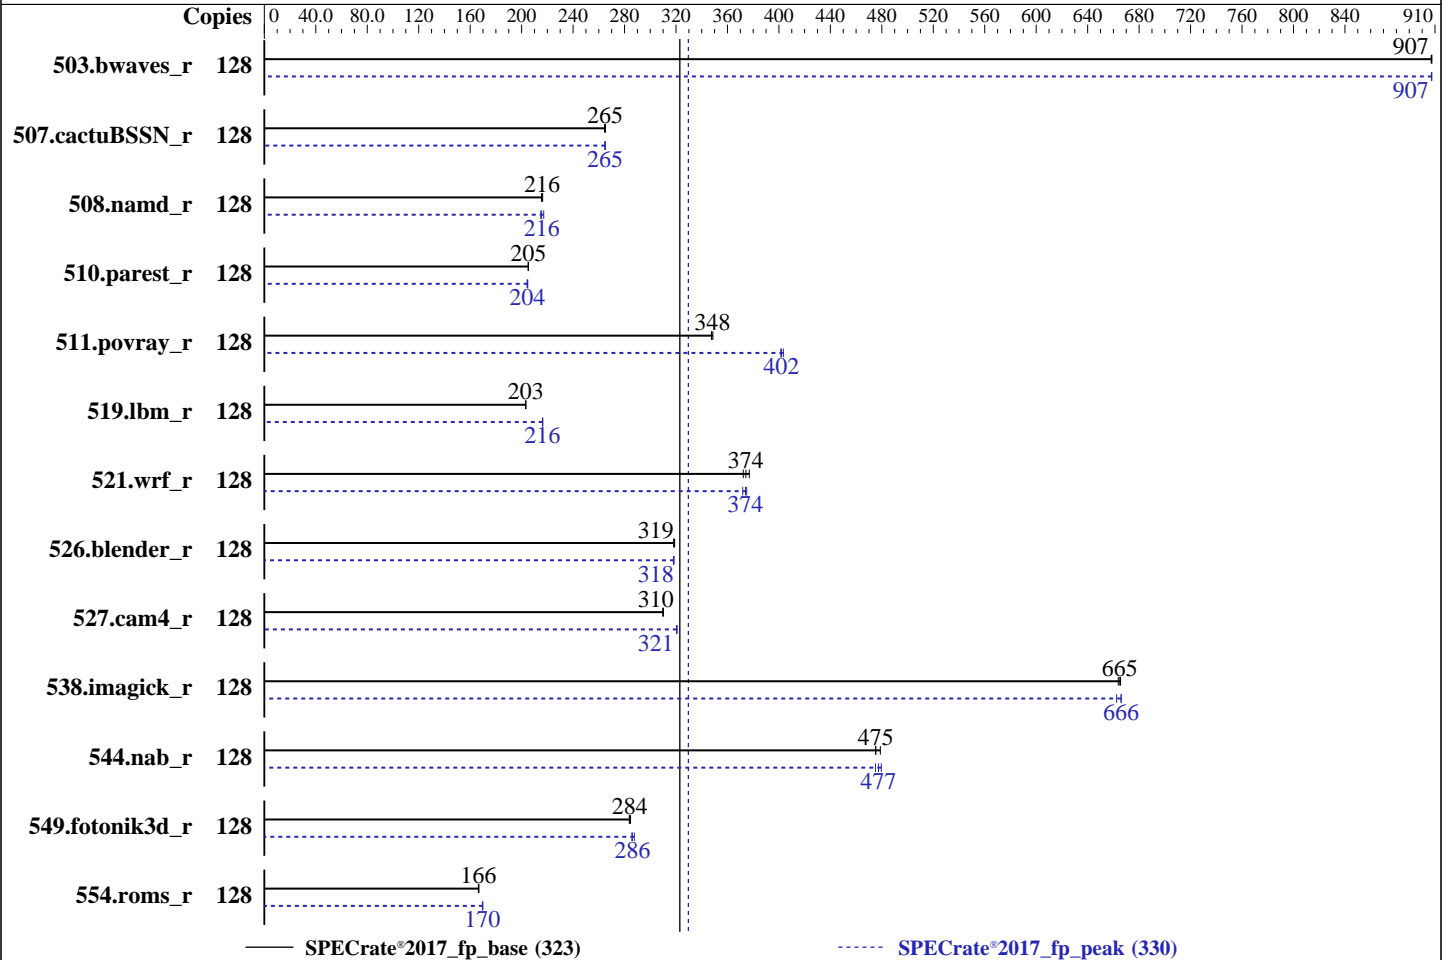 Copies 0 40.0 80.0 120 160 200 240 280 320 360 400 440 480 520 560 600 640 680 720 760 800 840 910
503.bwaves_r 128 907
907
507.cactuBSSN_r 128 265
265
508.namd_r 128 216
216
510.parest_r 128 205
204
511.povray_r 128 348
402
519.lbm_r 128 203
216
521.wrf_r 128 374
374
526.blender_r 128 319
318
527.cam4_r 128 310
321
538.imagick_r 128 665
666
544.nab_r 128 475
477
549.fotonik3d_r 128 284
286
554.roms_r 128 166
170
SPECrate®2017_fp_base (323) SPECrate®2017_fp_peak (330)